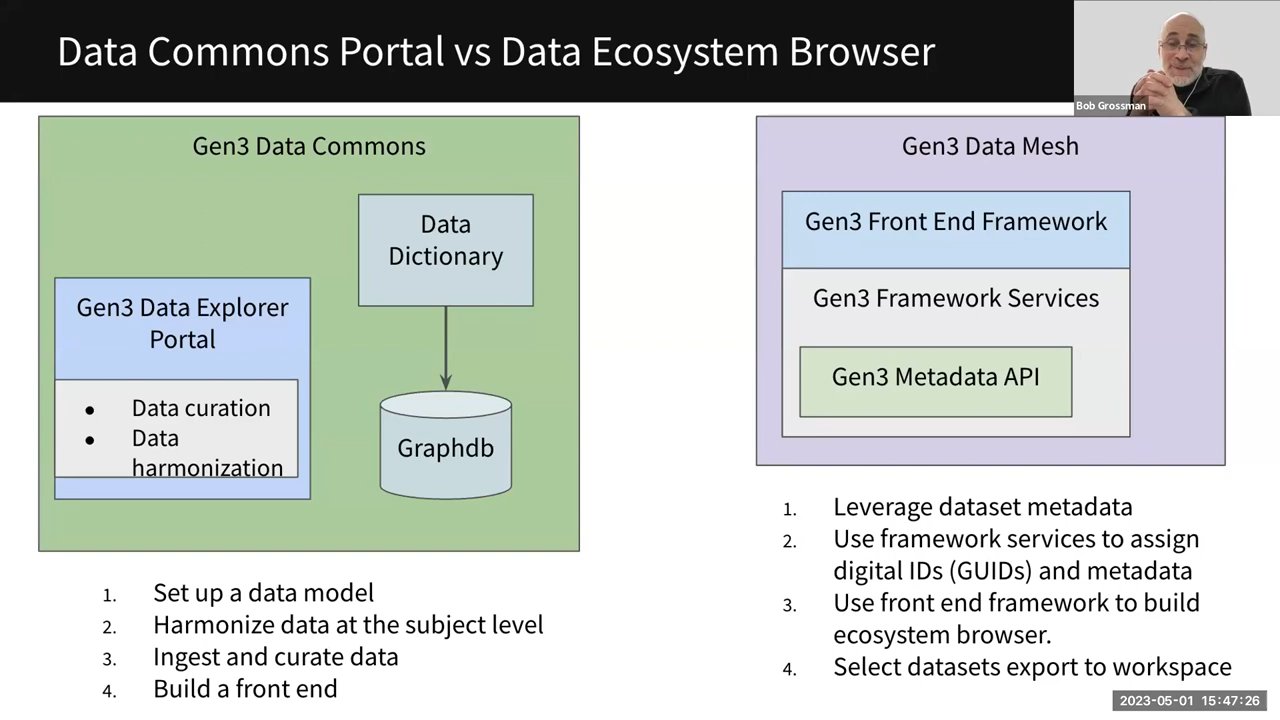 Data Commons Portal vs Data Ecosystem Browser
Bob Grossman
Gen3 Data Commons
Data
Dictionary
Gen3 Data Explorer
Portal
• Data curation
• Data
harmonization
Graphdb
1. Set up a data model
2. Harmonize data at the subject level
3. Ingest and curate data
4. Build a front end
Gen3 Data Mesh
Gen3 Front End Framework
Gen3 Framework Services
Gen3 Metadata API
1. Leverage dataset metadata
2. Use framework services to assign
digital IDs (GUIDs) and metadata
3. Use front end framework to build
ecosystem browser.
4. Select datasets export to workspace
2023-05-01 15:47:26